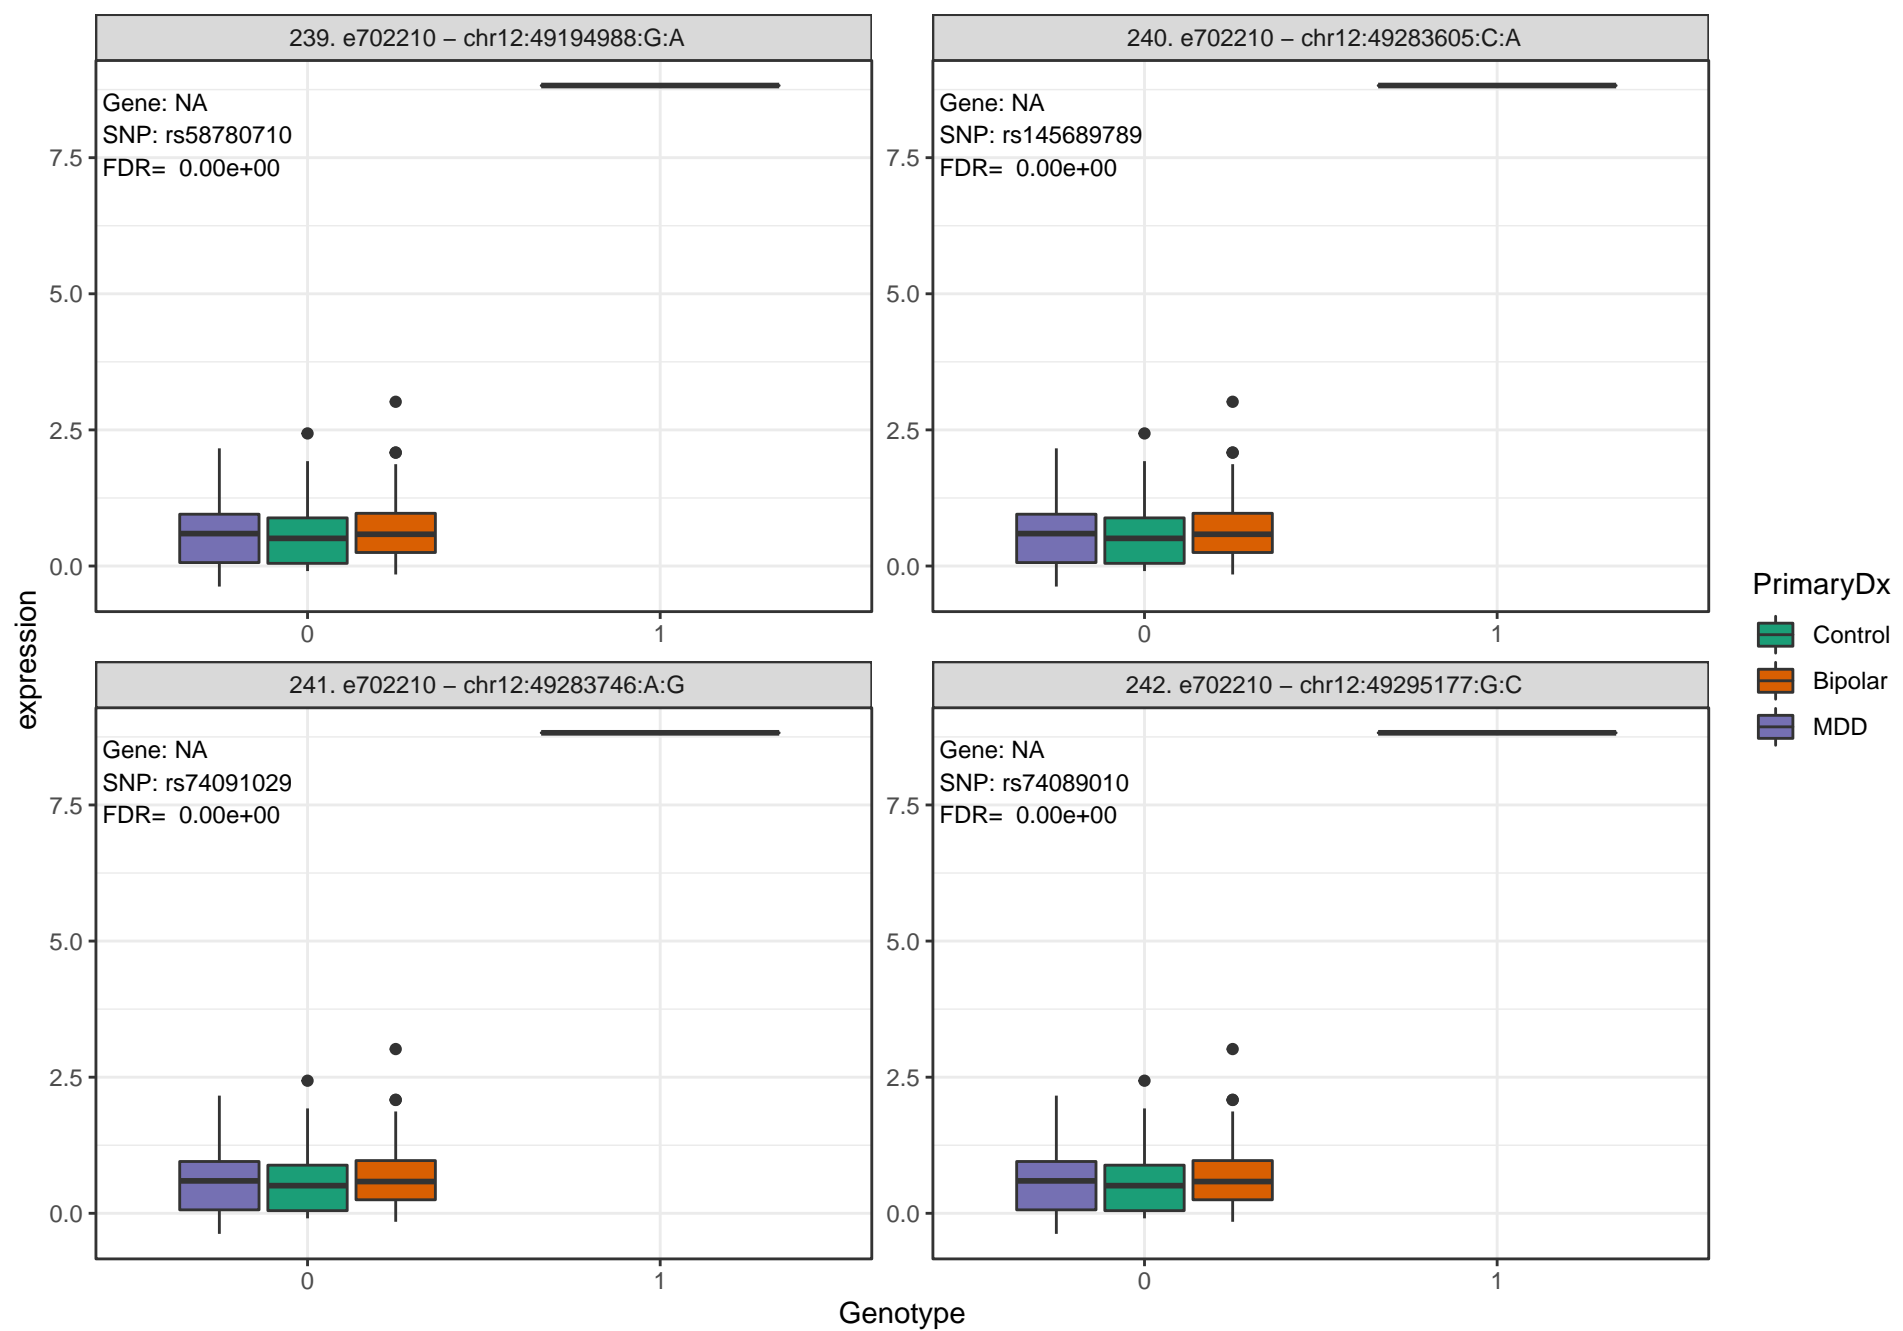 239. e702210 − chr12:49194988:G:A
Gene: NA
SNP: rs58780710
FDR=  0.00e+00
7.5
5.0
2.5
0.0
0
1
240. e702210 − chr12:49283605:C:A
Gene: NA
SNP: rs145689789
FDR=  0.00e+00
7.5
5.0
2.5
0.0
0
1
241. e702210 − chr12:49283746:A:G
Gene: NA
SNP: rs74091029
FDR=  0.00e+00
7.5
5.0
2.5
0.0
0
1
242. e702210 − chr12:49295177:G:C
Gene: NA
SNP: rs74089010
FDR=  0.00e+00
7.5
5.0
2.5
0.0
0
1
expression
Genotype
PrimaryDx
Control
Bipolar
MDD